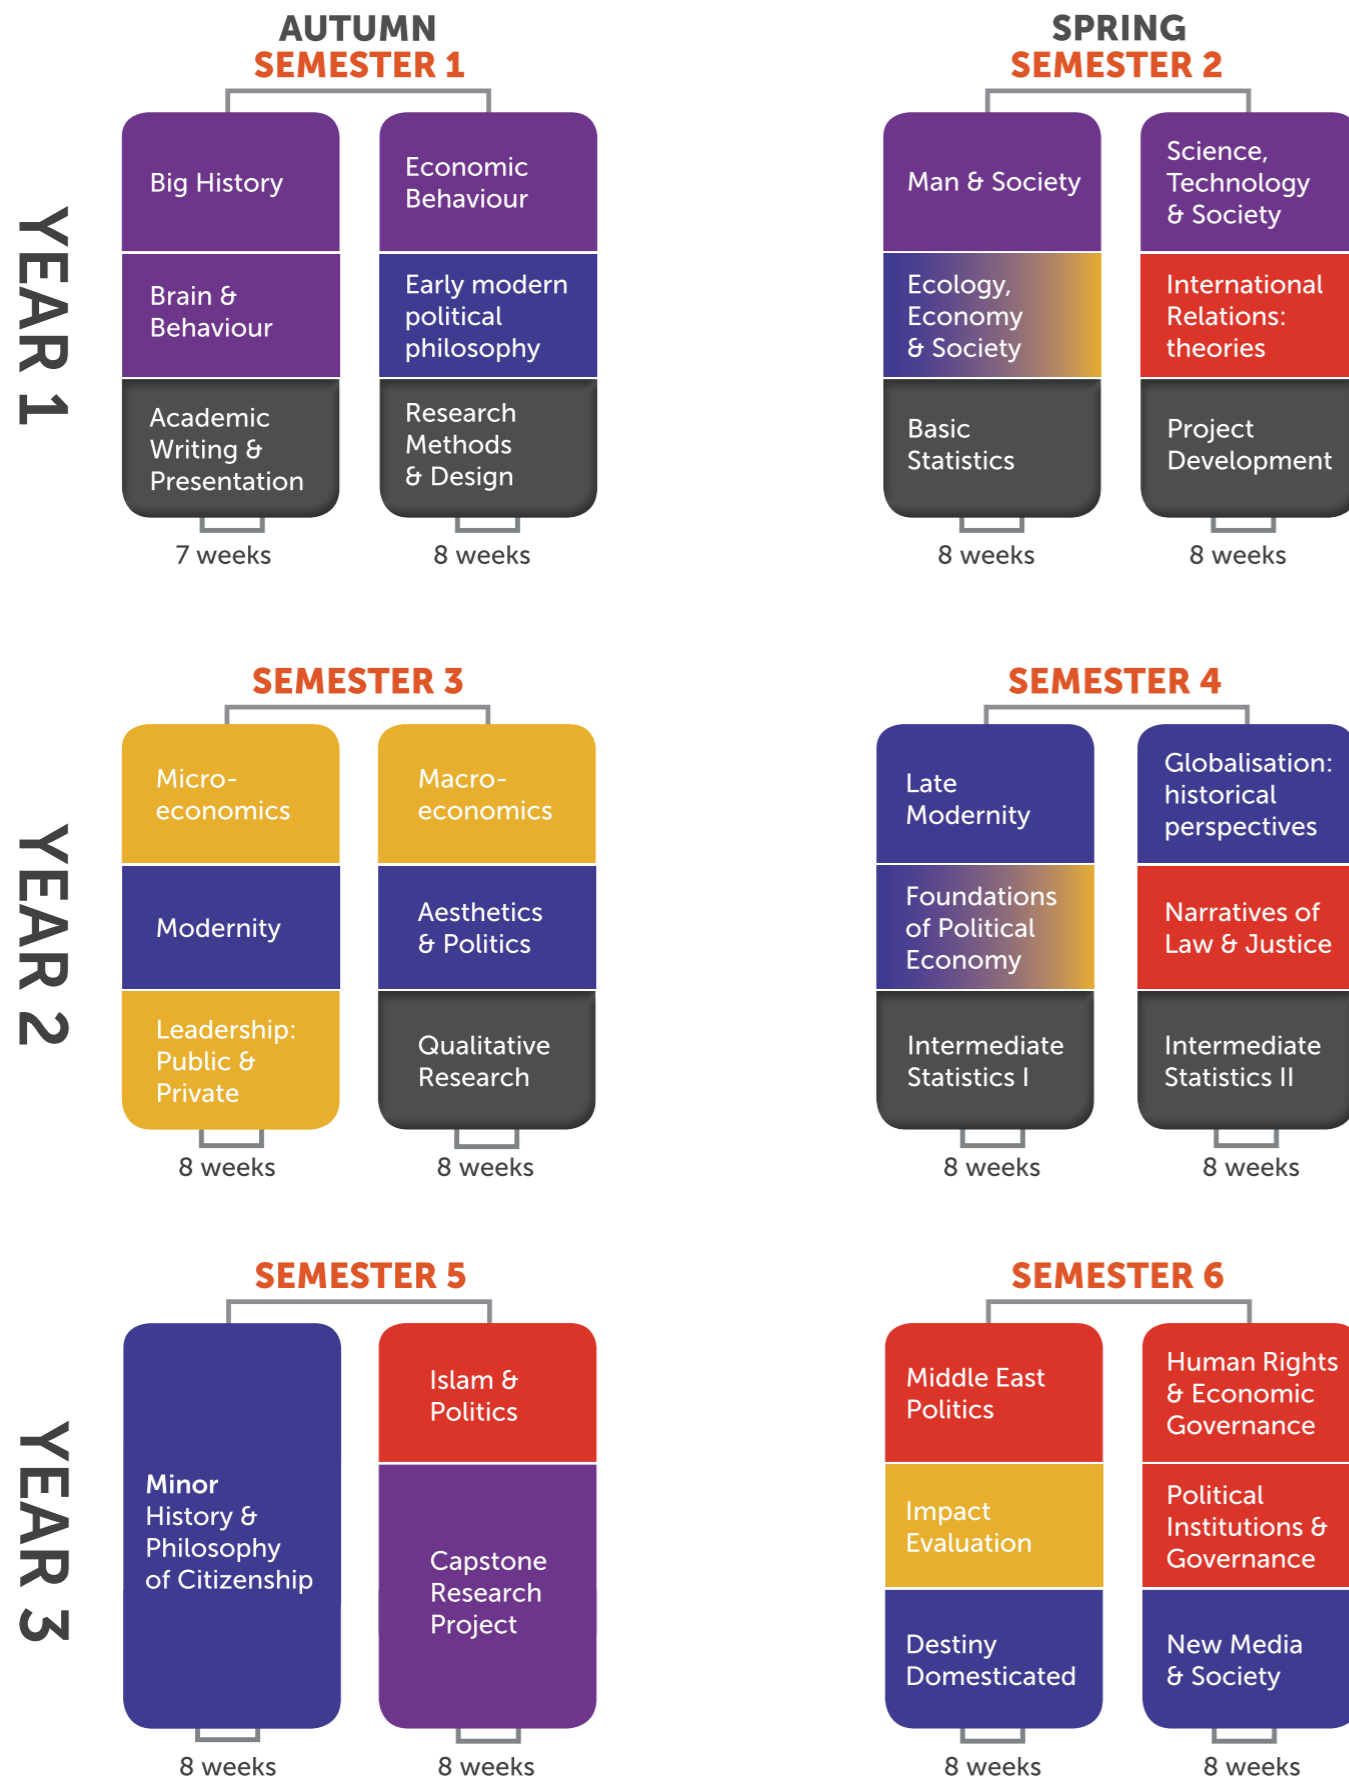 AUTUMN
SEMESTER 1
SPRING
SEMESTER 2
YEAR 1
Big History
Brain &
Behaviour
Academic
Writing &
Presentation
7 weeks
Economic
Behaviour
Early modern
political
philosophy
Research
Methods
& Design
8 weeks
Man & Society
Ecology,
Economy
& Society
Basic
Statistics
8 weeks
Science,
Technology
& Society
International
Relations:
theories
Project
Development
8 weeks
YEAR 2
SEMESTER 3
Micro-
economics
Modernity
Leadership:
Public &
Private
8 weeks
Macro-
economics
Aesthetics
& Politics
Qualitative
Research
8 weeks
SEMESTER 4
Late
Modernity
Foundations
of Political
Economy
Intermediate
Statistics I
8 weeks
Globalisation:
historical
perspectives
Narratives of
Law & Justice
Intermediate
Statistics II
8 weeks
YEAR 3
SEMESTER 5
Minor
History &
Philosophy
of Citizenship
8 weeks
Islam &
Politics
Capstone
Research
Project
8 weeks
SEMESTER 6
Middle East
Politics
Impact
Evaluation
Destiny
Domesticated
8 weeks
Human Rights
& Economic
Governance
Political
Institutions &
Governance
New Media
& Society
8 weeks